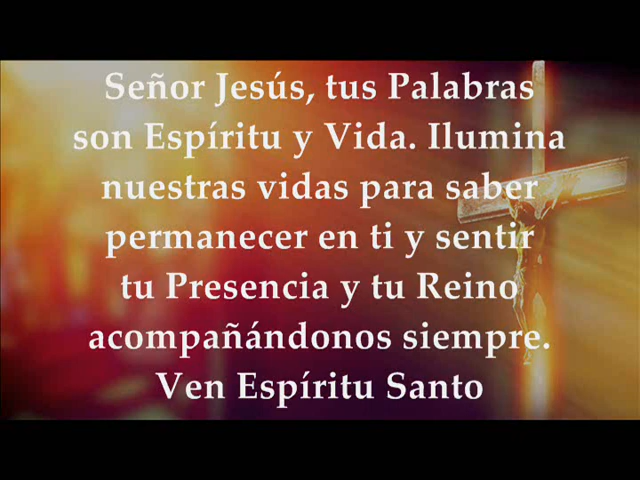 Señor Jesús, tus Palabras
son Espíritu y Vida. Ilumina
nuestras vidas para saber
permanecer en ti y sentir
tu Presencia y tu Reino
acompañándonos siempre.
Ven Espíritu Santo